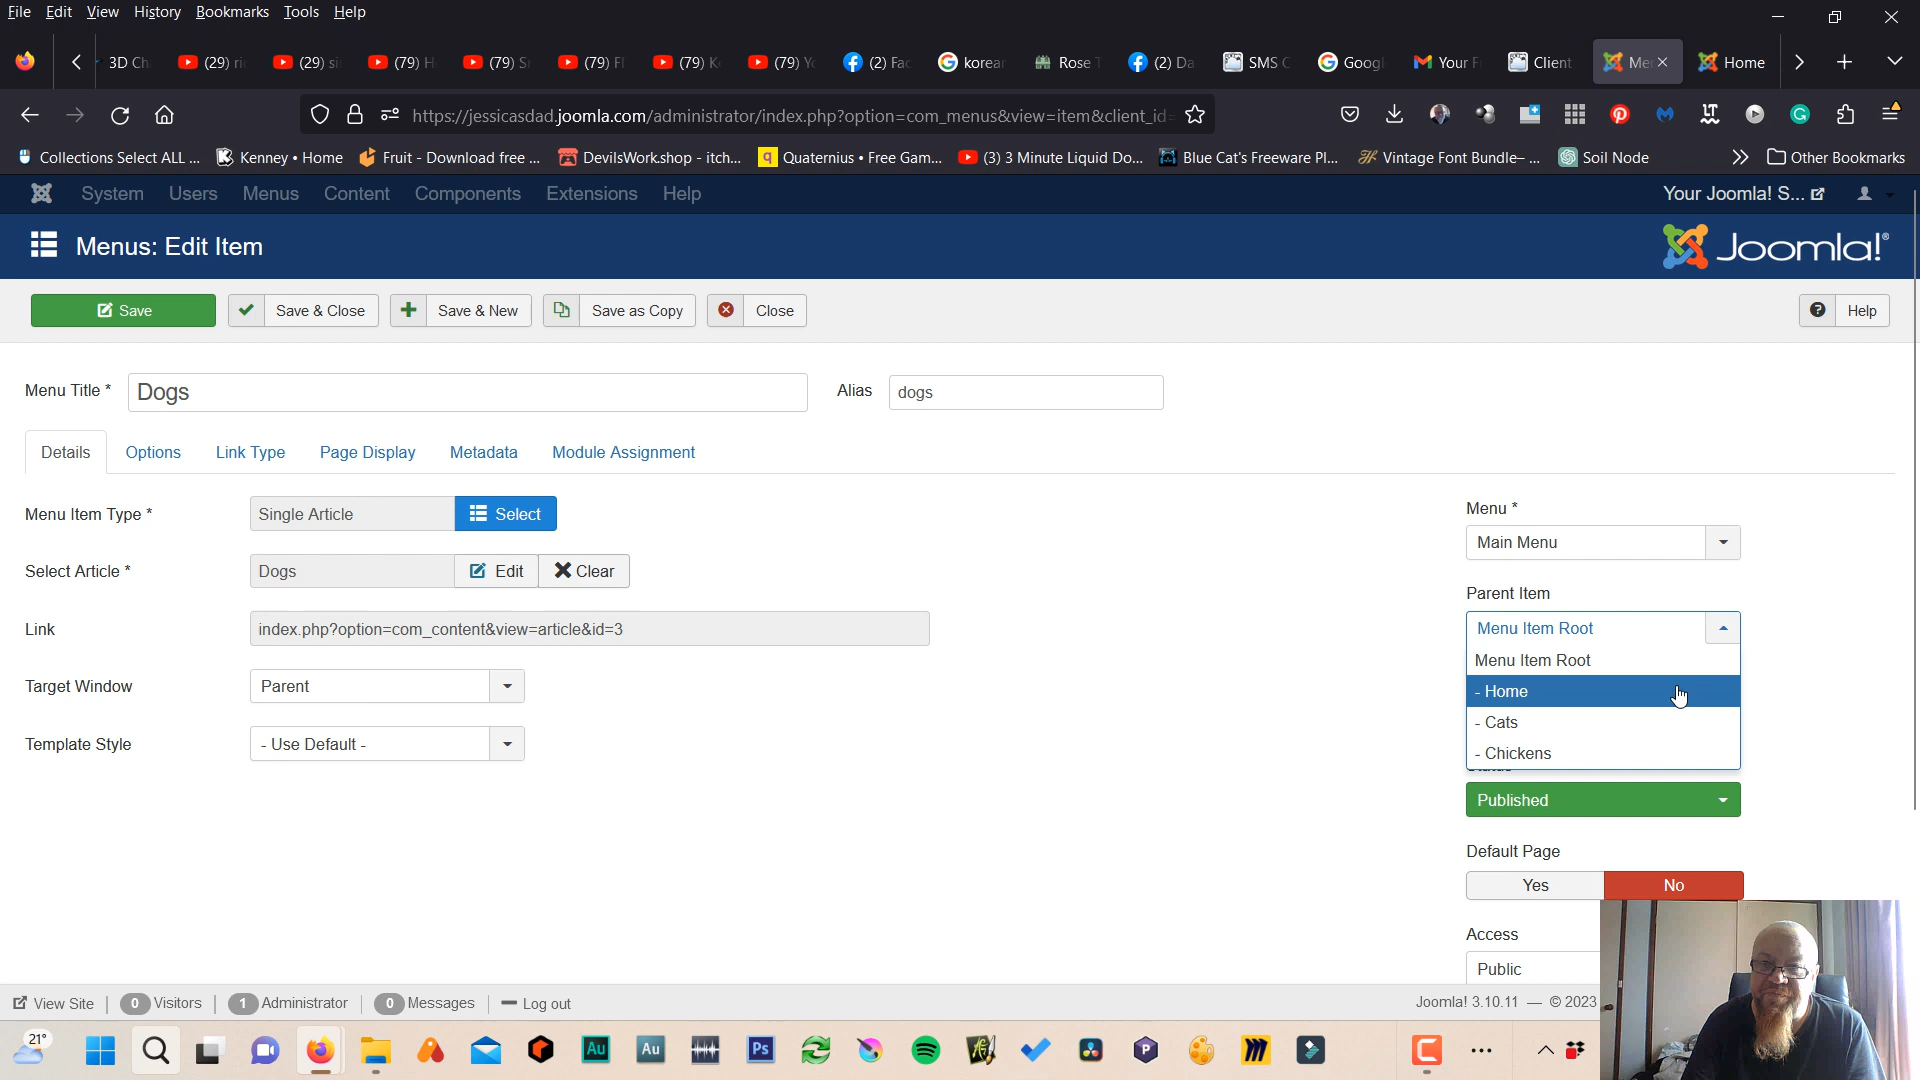 File Edit View History Bookmarks Tools Help
3D Ch (29) ri (29) si (79) H (79) S (79) Fl (79) K (79) Y (2) Fac korear Rose T (2) Da SMS C Googl Your F Client Me Home
https://jessicasdad.joomla.com/administrator/index.php?option=com_menus&view=item&client_id=
Collections Select ALL ... Kenney • Home Fruit - Download free ... DevilsWork.shop - itch... Quaternius • Free Gam... (3) 3 Minute Liquid Do... Blue Cat's Freeware Pl... Vintage Font Bundle– ... Soil Node Other Bookmarks
System Users Menus Content Components Extensions Help Your Joomla! S...
Menus: Edit Item Joomla!®
Save Save & Close Save & New Save as Copy Close Help
Menu Title * Dogs Alias dogs
Details Options Link Type Page Display Metadata Module Assignment
Menu Item Type * Single Article Select
Select Article * Dogs Edit Clear
Link index.php?option=com_content&view=article&id=3
Target Window Parent
Template Style - Use Default -
Menu *
Main Menu
Parent Item
Menu Item Root
Menu Item Root
- Home
- Cats
- Chickens
Published
Default Page
Yes No
Access
Public
View Site 0 Visitors 1 Administrator 0 Messages Log out Joomla! 3.10.11 — © 2023
21°
Au Au Ps